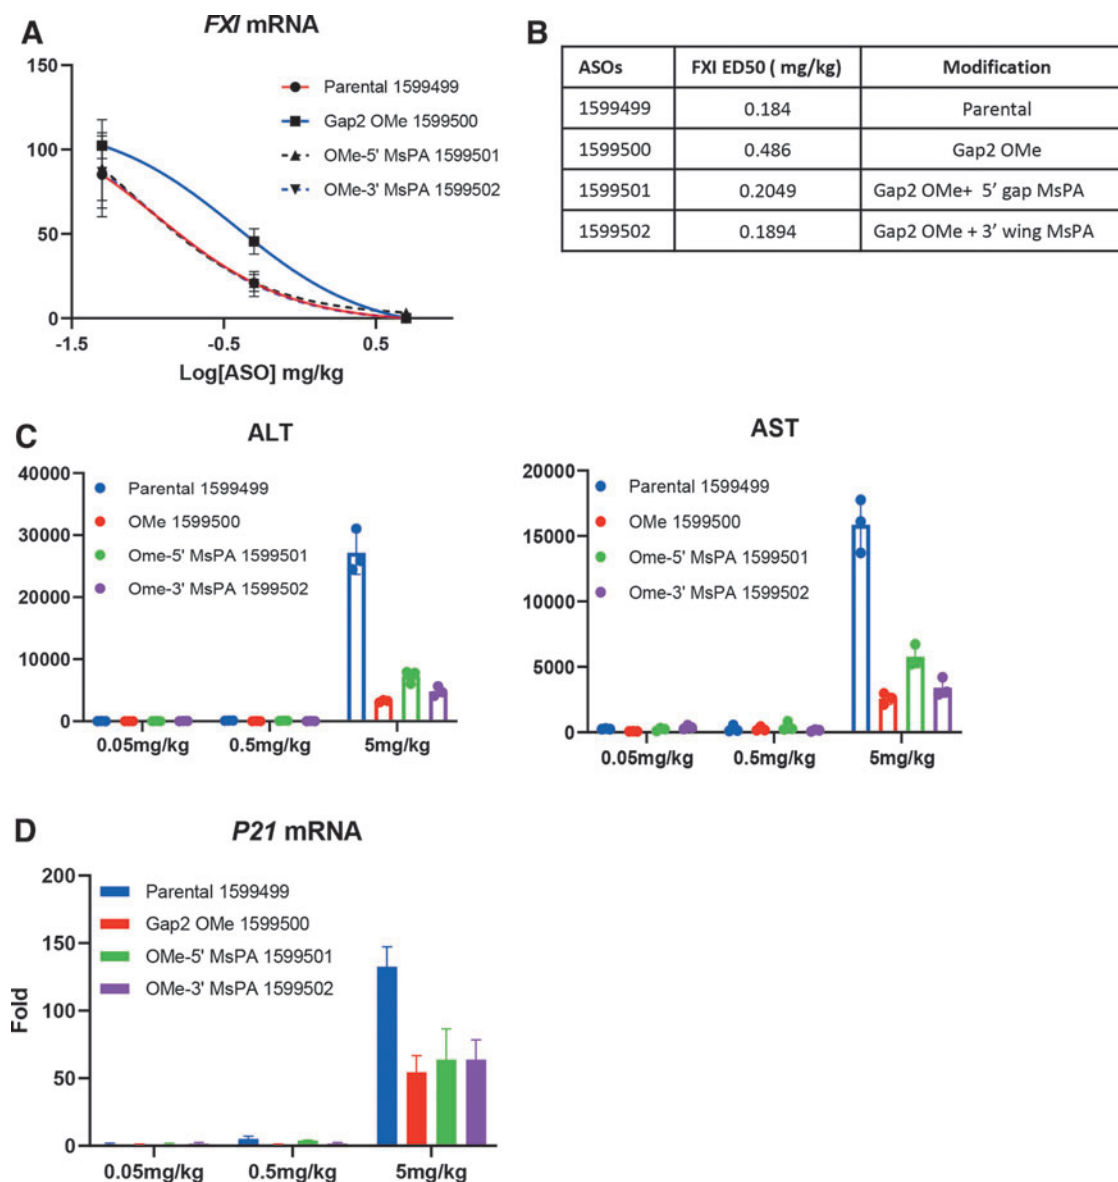 A
FXI mRNA
150
100
50
0
-1.5
-0.5
0.5
Log[ASO] mg/kg
Parental 1599499
Gap2 OMe 1599500
OMe-5' MsPA 1599501
OMe-3' MsPA 1599502
B
ASOs FXI ED50 ( mg/kg) Modification
1599499 0.184 Parental
1599500 0.486 Gap2 OMe
1599501 0.2049 Gap2 OMe+ 5’ gap MsPA
1599502 0.1894 Gap2 OMe + 3’ wing MsPA
C
ALT
40000
30000
20000
10000
0
Parental 1599499
OMe 1599500
Ome-5' MsPA 1599501
Ome-3' MsPA 1599502
0.05mg/kg
0.5mg/kg
5mg/kg
AST
20000
15000
10000
5000
0
Parental 1599499
OMe 1599500
Ome-5' MsPA 1599501
Ome-3' MsPA 1599502
0.05mg/kg
0.5mg/kg
5mg/kg
D
P21 mRNA
Fold
200
150
100
50
0
Parental 1599499
Gap2 OMe 1599500
OMe-5' MsPA 1599501
OMe-3' MsPA 1599502
0.05mg/kg
0.5mg/kg
5mg/kg